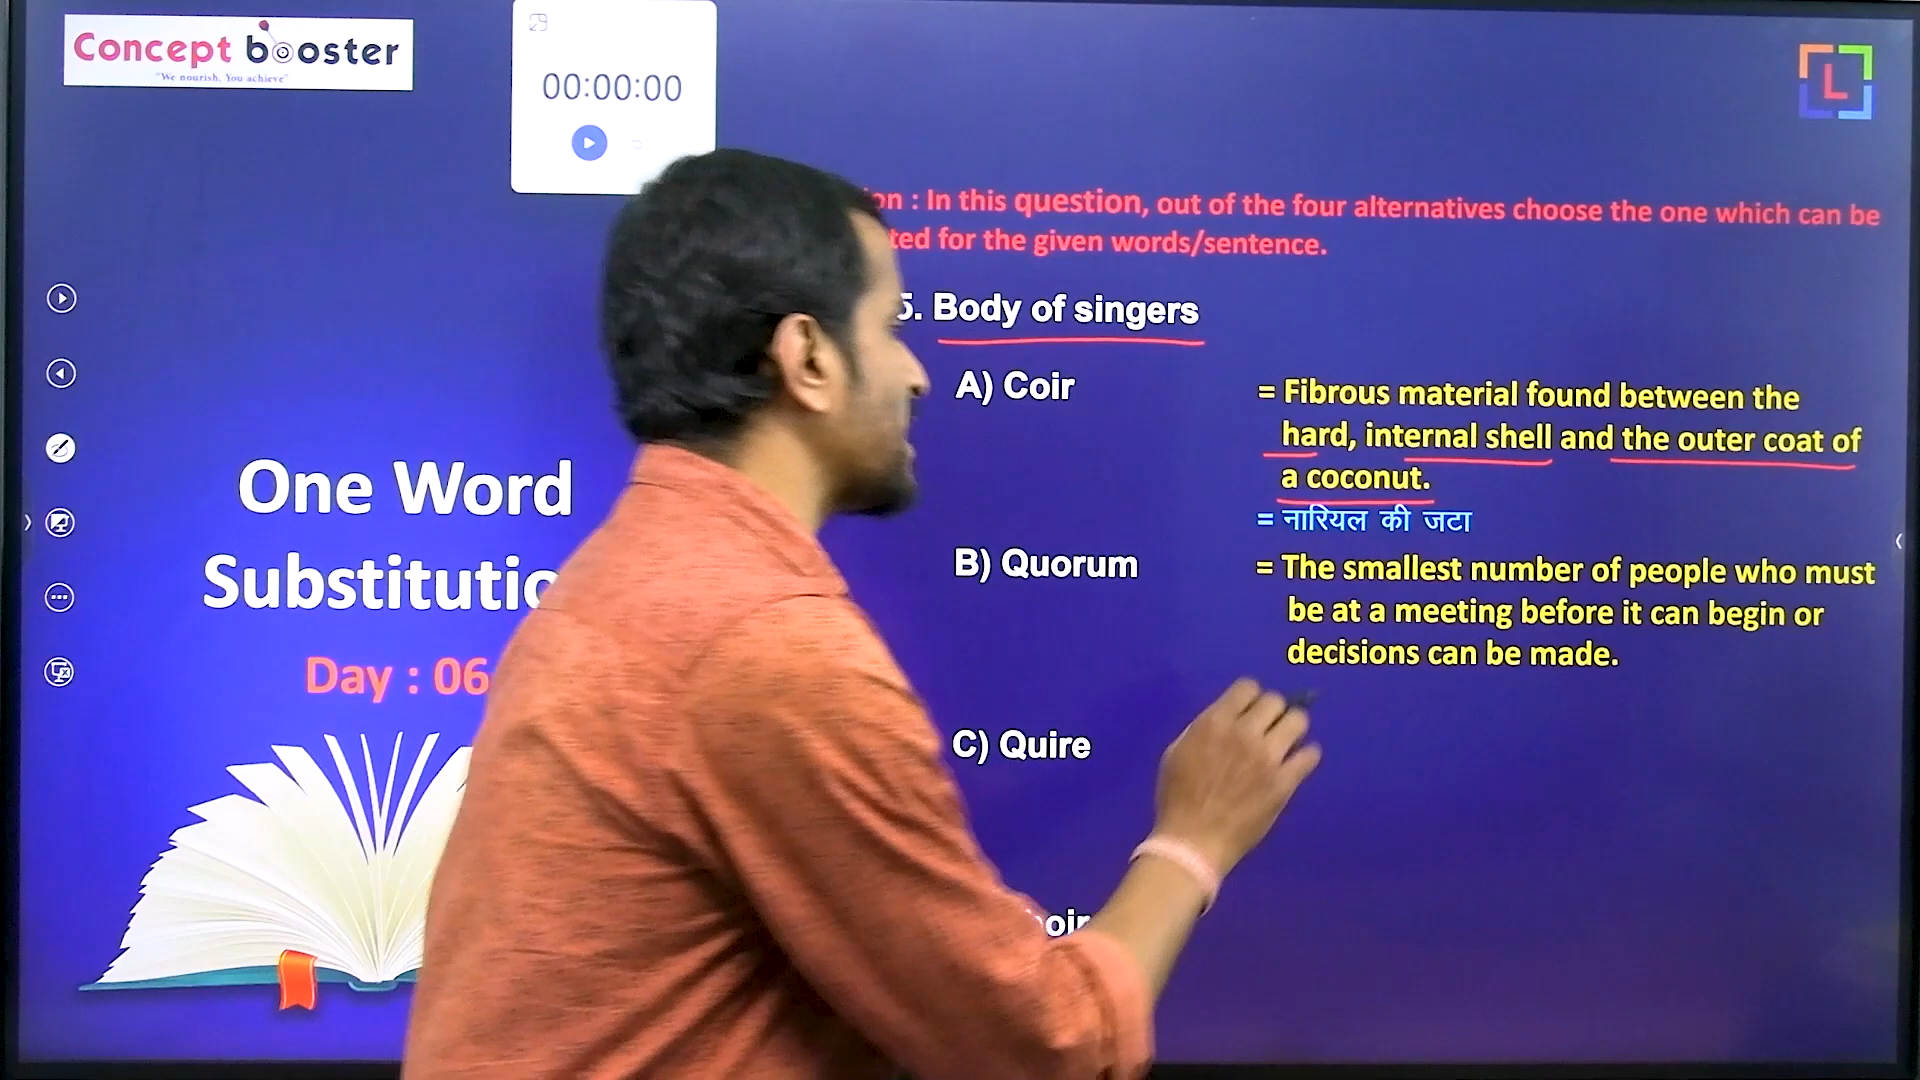 Concept booster
"We nourish, You achieve"
00:00:00
L
: In this question, out of the four alternatives choose the one which can be
for the given words/sentence.
5. Body of singers
A) Coir
= Fibrous material found between the
hard, internal shell and the outer coat of
a coconut.
= नारियल की जटा
B) Quorum
= The smallest number of people who must
be at a meeting before it can begin or
decisions can be made.
C) Quire
One Word
Substitutio
Day : 06